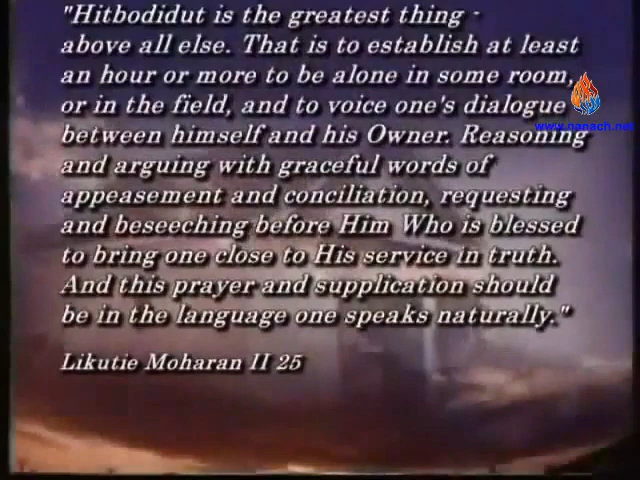 "Hitbodidut is the greatest thing -
above all else. That is to establish at least
an hour or more to be alone in some room,
or in the field, and to voice one's dialogue
www.nanach.net
between himself and his Owner. Reasoning
and arguing with graceful words of
appeasement and conciliation, requesting
and beseeching before Him Who is blessed
to bring one close to His service in truth.
And this prayer and supplication should
be in the language one speaks naturally."
Likutie Moharan II 25